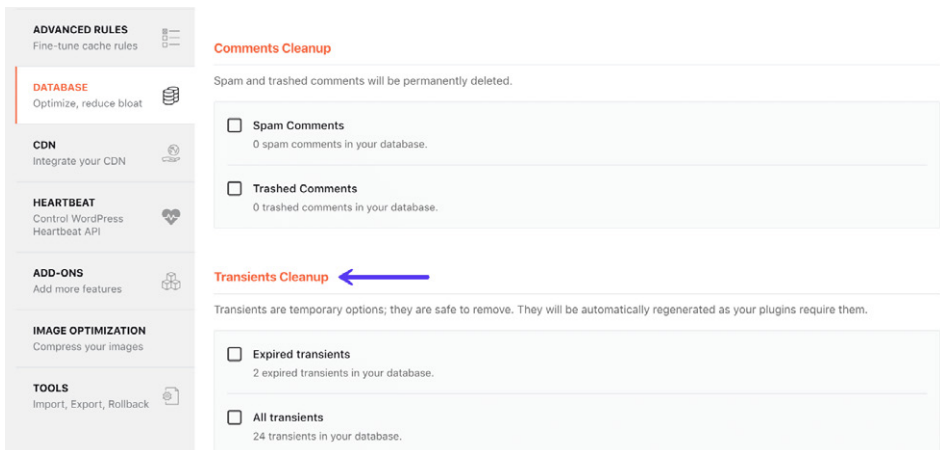 ADVANCED RULES
Fine-tune cache rules
DATABASE
Optimize, reduce bloat
CDN
Integrate your CDN
HEARTBEAT
Control WordPress
Heartbeat API
ADD-ONS
Add more features
IMAGE OPTIMIZATION
Compress your images
TOOLS
Import, Export, Rollback
Comments Cleanup
Spam and trashed comments will be permanently deleted.
Spam Comments
0 spam comments in your database.
Trashed Comments
0 trashed comments in your database.
Transients Cleanup
Transients are temporary options; they are safe to remove. They will be automatically regenerated as your plugins require them.
Expired transients
2 expired transients in your database.
All transients
24 transients in your database.